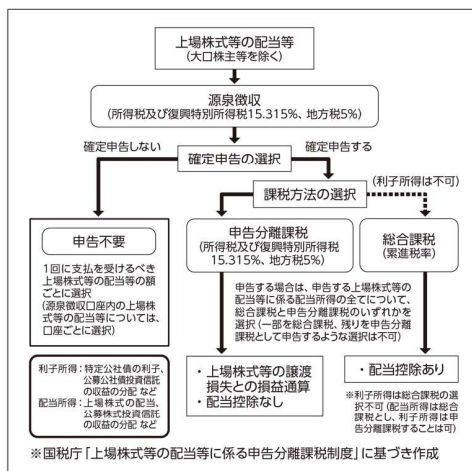 上場株式等の配当等
(大口株主等を除く)
源泉徴収
(所得税及び復興特別所得税15.315%、地方税5%)
確定申告しない
確定申告する
確定申告の選択
課税方法の選択
(利子所得は不可)
申告不要
1回に支払を受けるべき
上場株式等の配当等の額
ごとに選択
(源泉徴収口座内の上場株
式等の配当等については、
口座ごとに選択)
申告分離課税
(所得税及び復興特別所得税
15.315%、地方税5%)
総合課税
(累進税率)
申告する場合は、申告する上場株式等の
配当等に係る配当所得の全てについて、
総合課税と申告分離課税のいずれかを
選択(一部を総合課税、残りを申告分離
課税として申告するような選択は不可)
利子所得:特定公社債の利子、
公募公社債投資信託
の収益の分配 など
配当所得:上場株式の配当、
公募株式投資信託
の収益の分配 など
・上場株式等の譲渡
損失との損益通算
・配当控除なし
・配当控除あり
※利子所得は総合課税の選
択不可(配当所得は総合課
税とし、利子所得は申
告分離課税することは可)
※国税庁「上場株式等の配当等に係る申告分離課税制度」に基づき作成